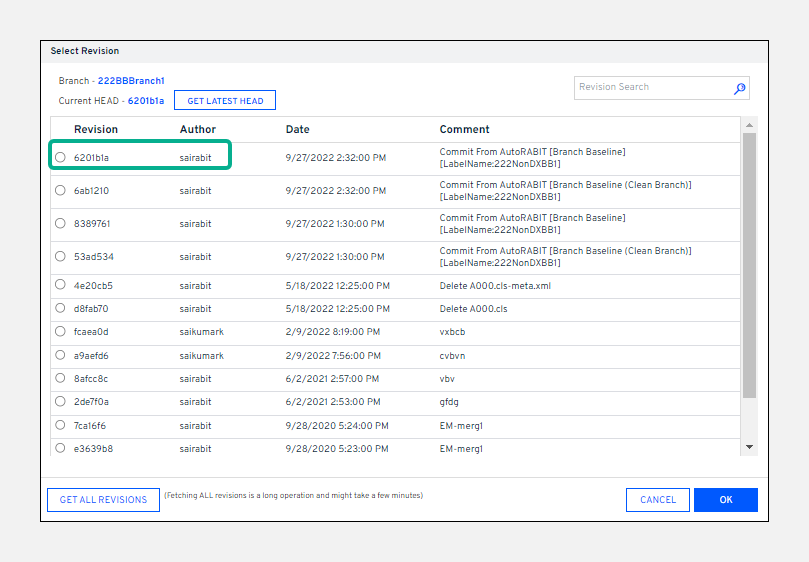 Select Revision
Branch - 222BBBranch1
Revision Search
Current HEAD - 6201b1a GET LATEST HEAD
Revision Author Date Comment
6201b1a sairabit 9/27/2022 2:32:00 PM Commit From AutoRABIT [Branch Baseline]
[LabelName:222NonDXBB1]
6ab1210 sairabit 9/27/2022 2:32:00 PM Commit From AutoRABIT [Branch Baseline (Clean Branch)]
[LabelName:222NonDXBB1]
8389761 sairabit 9/27/2022 1:30:00 PM Commit From AutoRABIT [Branch Baseline]
[LabelName:222NonDXBB1]
53ad534 sairabit 9/27/2022 1:30:00 PM Commit From AutoRABIT [Branch Baseline (Clean Branch)]
[LabelName:222NonDXBB1]
4e20cb5 sairabit 5/18/2022 12:25:00 PM Delete A000.cls-meta.xml
d8fab70 sairabit 5/18/2022 12:25:00 PM Delete A000.cls
fcaea0d saikumark 2/9/2022 8:19:00 PM vxbcb
a9aefd6 saikumark 2/9/2022 7:56:00 PM cvbvn
8afcc8c sairabit 6/2/2021 2:57:00 PM vbv
2de7f0a sairabit 6/2/2021 2:53:00 PM gfdg
7ca16f6 sairabit 9/28/2020 5:24:00 PM EM-merg1
e3639b8 sairabit 9/28/2020 5:23:00 PM EM-merg1
GET ALL REVISIONS (Fetching ALL revisions is a long operation and might take a few minutes) CANCEL OK